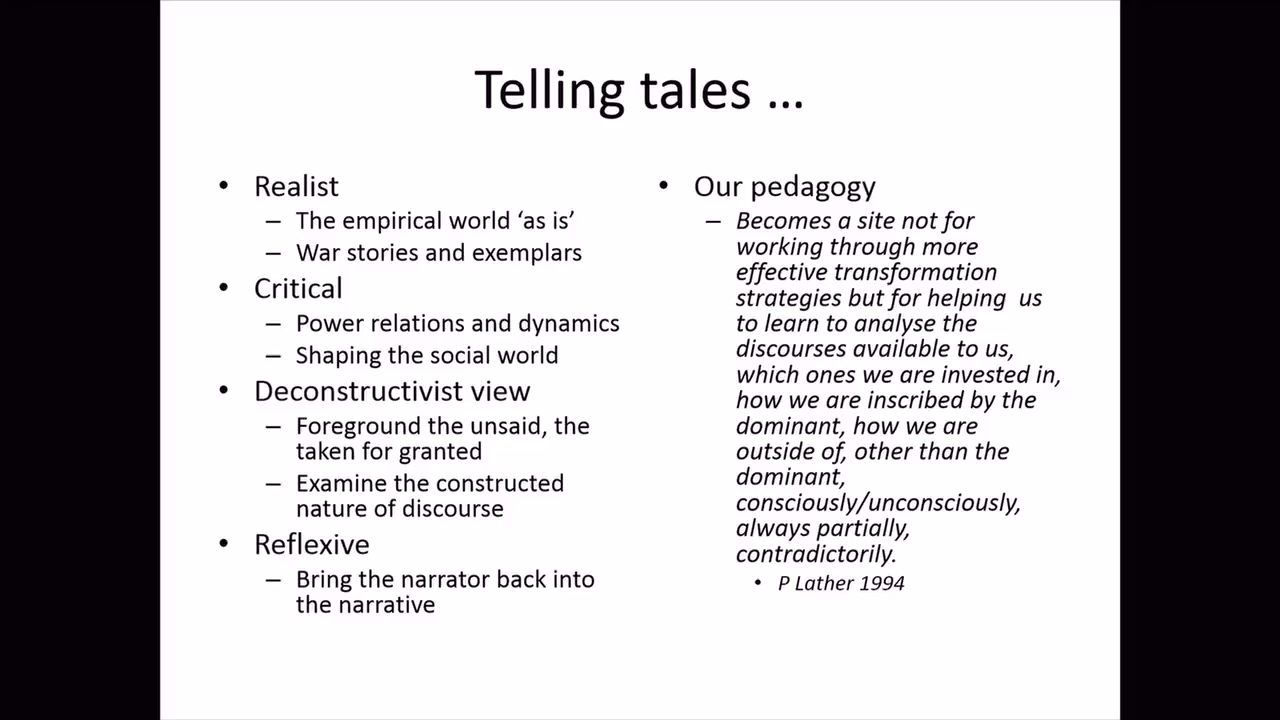 Telling tales ...
• Realist
– The empirical world ‘as is’
– War stories and exemplars
• Critical
– Power relations and dynamics
– Shaping the social world
• Deconstructivist view
– Foreground the unsaid, the
taken for granted
– Examine the constructed
nature of discourse
• Reflexive
– Bring the narrator back into
the narrative
• Our pedagogy
– Becomes a site not for
working through more
effective transformation
strategies but for helping  us
to learn to analyse the
discourses available to us,
which ones we are invested in,
how we are inscribed by the
dominant, how we are
outside of, other than the
dominant,
consciously/unconsciously,
always partially,
contradictorily.
• P Lather 1994